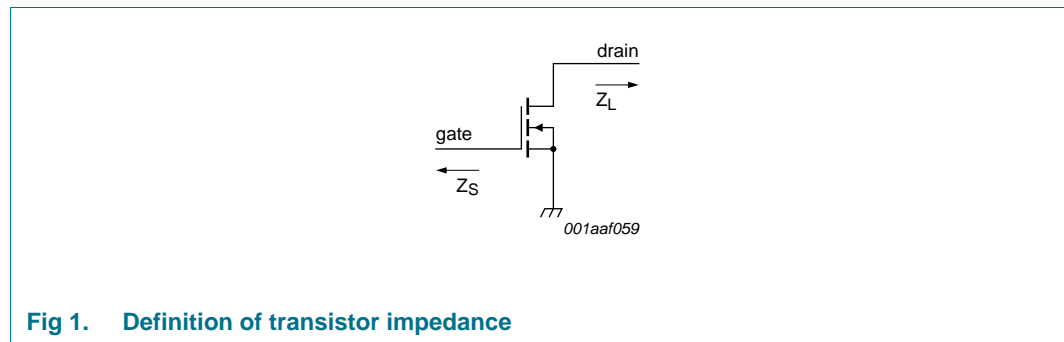 drain
Z_L
gate
Z_S
001aaf059
Fig 1. Definition of transistor impedance